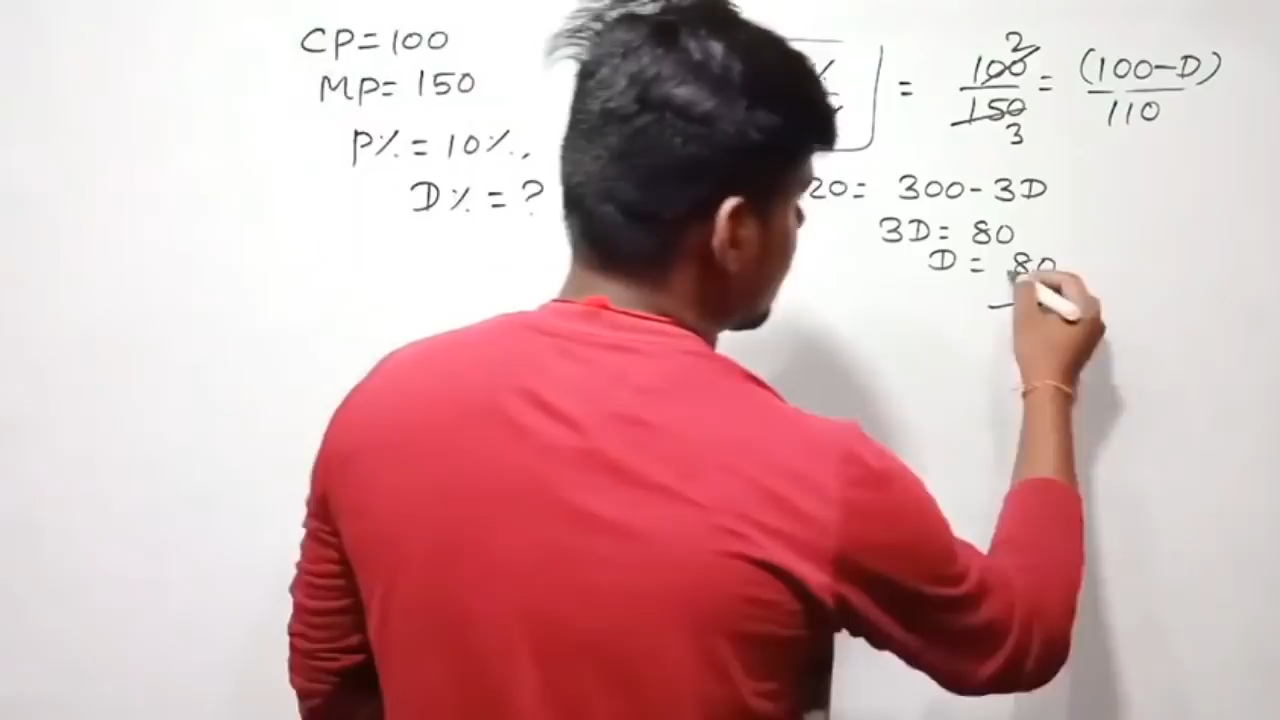 CP=100
MP= 150
P%= 10%,
D% = ?
= 100 2 / 150 3 = (100-D) / 110
20= 300-3D
3D= 80
D = 80